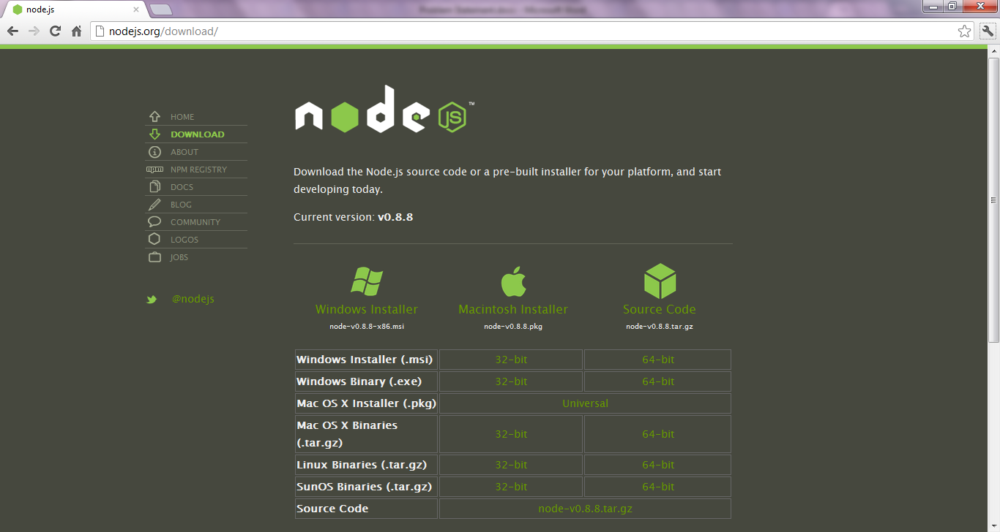 node.js
Problem Statement.docx - Microsoft Word
nodejs.org/download/
HOME
DOWNLOAD
ABOUT
NPM REGISTRY
DOCS
BLOG
COMMUNITY
LOGOS
JOBS
@nodejs
node JS™
Download the Node.js source code or a pre-built installer for your platform, and start
developing today.
Current version: v0.8.8
Windows Installer Macintosh Installer Source Code
node-v0.8.8-x86.msi node-v0.8.8.pkg node-v0.8.8.tar.gz
Windows Installer (.msi) 32-bit 64-bit
Windows Binary (.exe) 32-bit 64-bit
Mac OS X Installer (.pkg) Universal
Mac OS X Binaries
(.tar.gz) 32-bit 64-bit
Linux Binaries (.tar.gz) 32-bit 64-bit
SunOS Binaries (.tar.gz) 32-bit 64-bit
Source Code node-v0.8.8.tar.gz